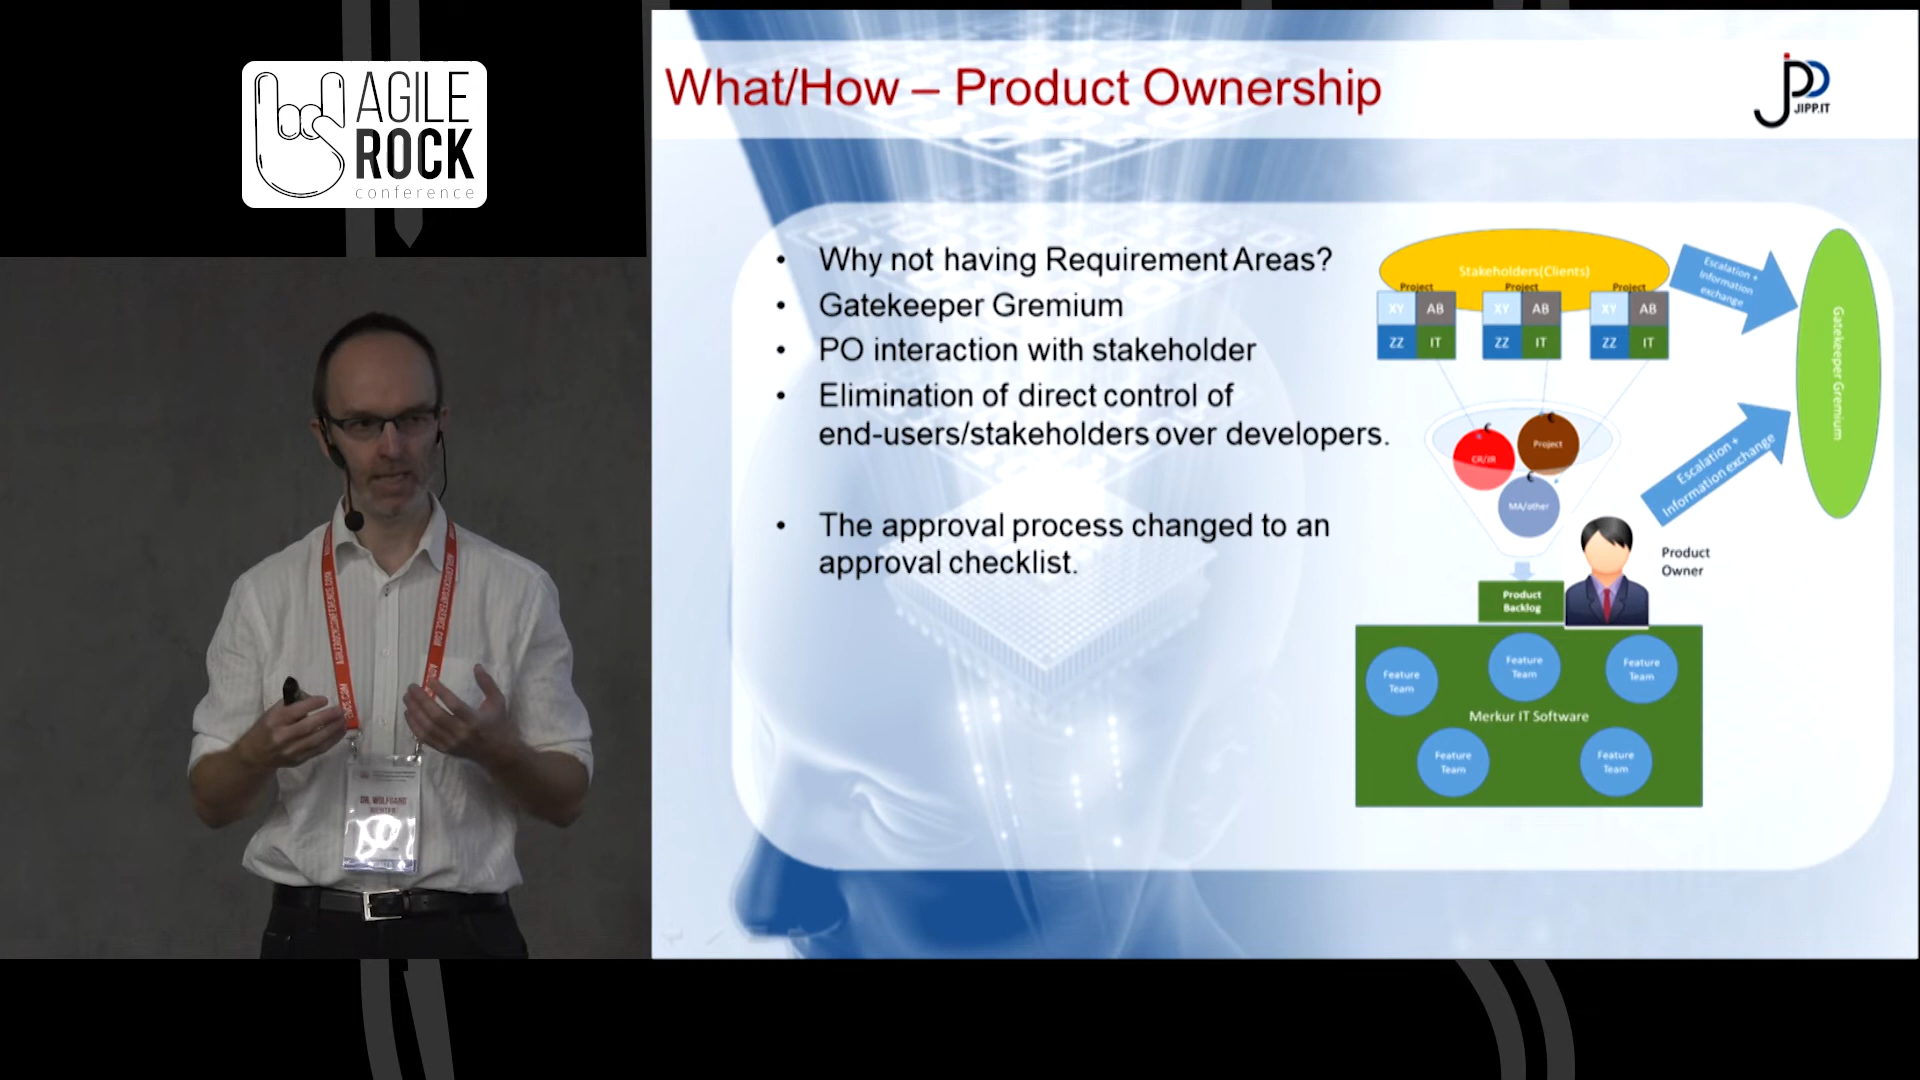 AGILE
ROCK
conference
What/How – Product Ownership
JIPP.IT
• Why not having Requirement Areas?
• Gatekeeper Gremium
• PO interaction with stakeholder
• Elimination of direct control of
end-users/stakeholders over developers.
• The approval process changed to an
approval checklist.
Stakeholders(Clients)
Project Project Project
XY AB XY AB XY AB
ZZ IT ZZ IT ZZ IT
Escalation +
Information
exchange
Gatekeeper Gremium
CR/IR
Project
MA/other
Escalation +
Information exchange
Product
Owner
Product
Backlog
Feature
Team
Feature
Team
Feature
Team
Merkur IT Software
Feature
Team
Feature
Team
DR. WOLFGANG